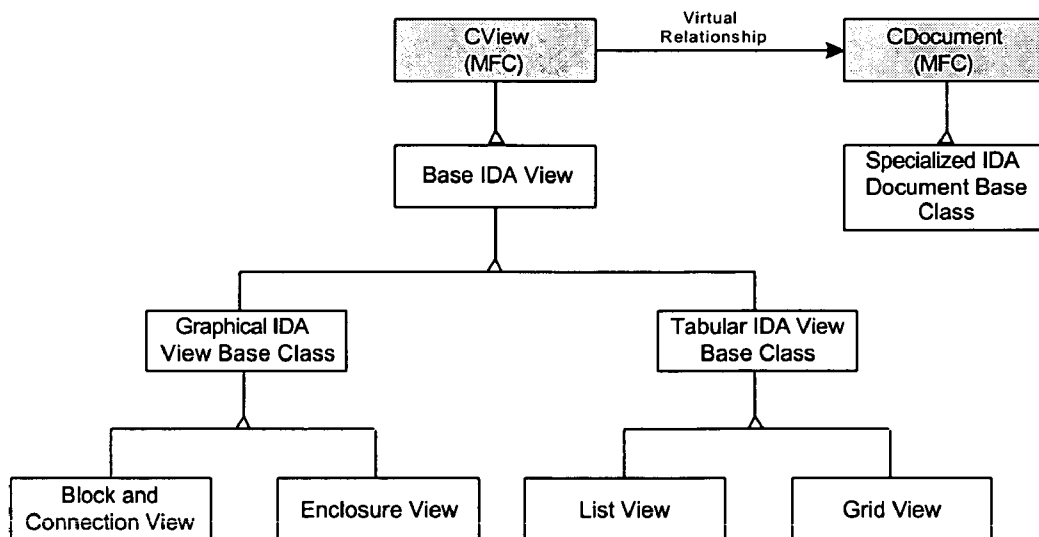 CView
(MFC)
Virtual
Relationship
CDocument
(MFC)
Base IDA View
Specialized IDA
Document Base
Class
Graphical IDA
View Base Class
Tabular IDA View
Base Class
Block and
Connection View
Enclosure View
List View
Grid View